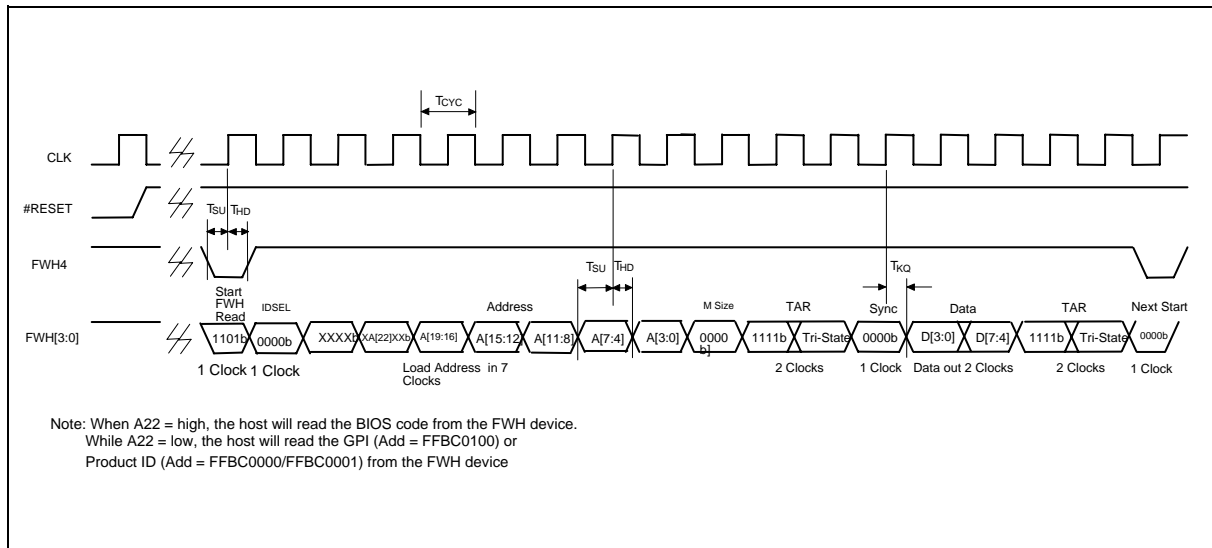 TCYC
CLK
#RESET
TSU THD
FWH4
TSU THD
TKQ
Start
FWH
Read
IDSEL
Address
M Size
TAR
Sync
Data
TAR
Next Start
FWH[3:0]
1101b
0000b
XXXXb
XA[22]XXb
A[19:16]
A[15:12]
A[11:8]
A[7:4]
A[3:0]
0000
b]
1111b
Tri-State
0000b
D[3:0]
D[7:4]
1111b
Tri-State
0000b
1 Clock
1 Clock
Load Address in 7
Clocks
2 Clocks
1 Clock
Data out 2 Clocks
2 Clocks
1 Clock
Note: When A22 = high, the host will read the BIOS code from the FWH device.
While A22 = low, the host will read the GPI (Add = FFBC0100) or
Product ID (Add = FFBC0000/FFBC0001) from the FWH device